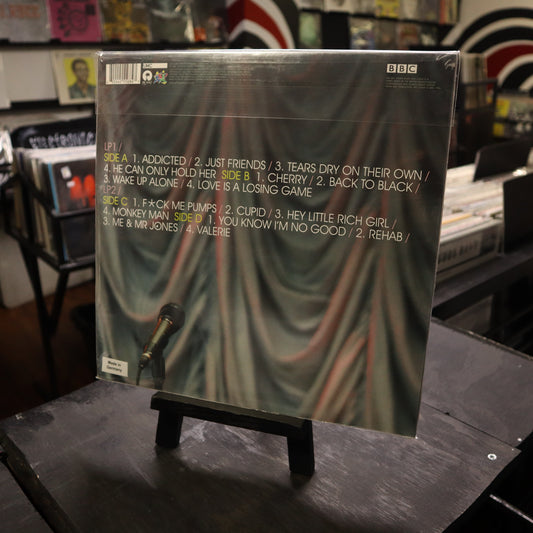 BBC
LP1/
SIDE A 1. ADDICTED / 2. JUST FRIENDS / 3. TEARS DRY ON THEIR OWN /
4. HE CAN ONLY HOLD HER SIDE B 1. CHERRY / 2. BACK TO BLACK /
3. WAKE UP ALONE / 4. LOVE IS A LOSING GAME
LP2 /
SIDE C 1. F*CK ME PUMPS / 2. CUPID / 3. HEY LITTLE RICH GIRL /
4. MONKEY MAN SIDE D 1. YOU KNOW I'M NO GOOD / 2. REHAB /
3. ME & MR JONES / 4. VALERIE
Made in
Germany